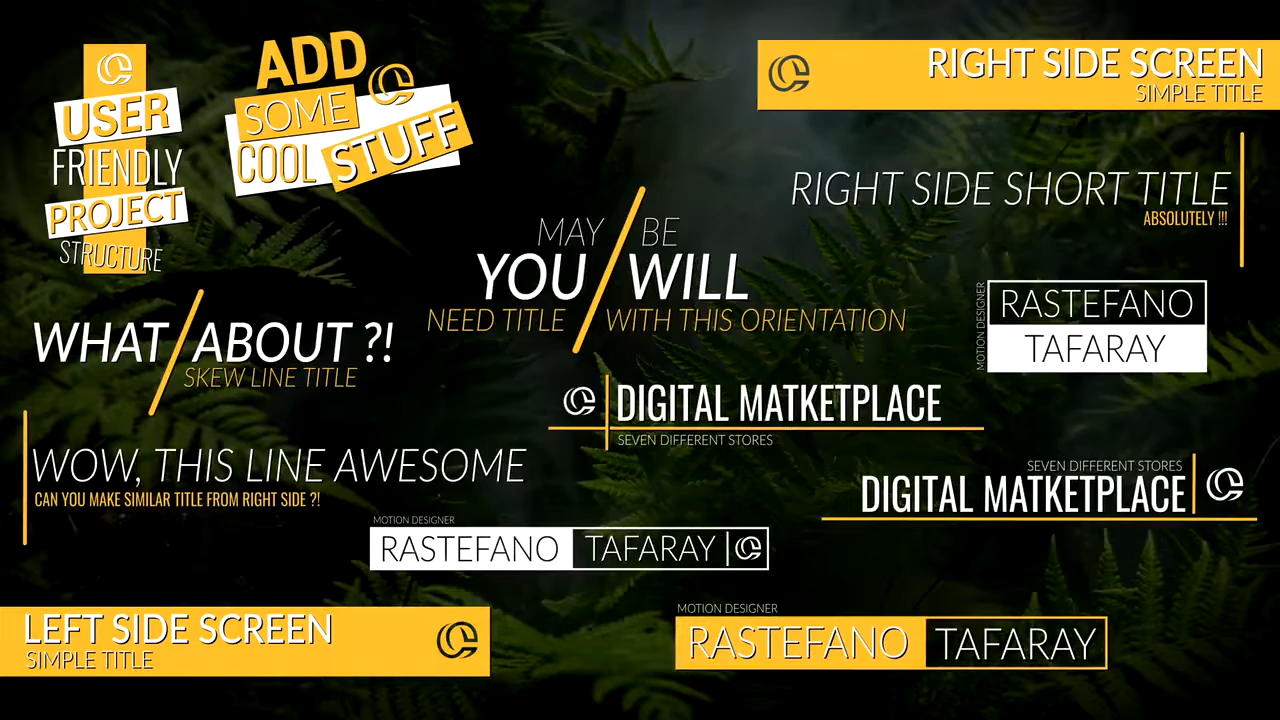 USER
FRIENDLY
PROJECT
STRUCTURE
ADD
SOME
COOL STUFF
RIGHT SIDE SCREEN
SIMPLE TITLE
RIGHT SIDE SHORT TITLE
ABSOLUTELY !!!
MAY / BE
YOU / WILL
NEED TITLE / WITH THIS ORIENTATION
MOTION DESIGNER
RASTEFANO
TAFARAY
WHAT / ABOUT ?!
SKEW LINE TITLE
DIGITAL MATKETPLACE
SEVEN DIFFERENT STORES
WOW, THIS LINE AWESOME
CAN YOU MAKE SIMILAR TITLE FROM RIGHT SIDE ?!
SEVEN DIFFERENT STORES
DIGITAL MATKETPLACE
MOTION DESIGNER
RASTEFANO TAFARAY
LEFT SIDE SCREEN
SIMPLE TITLE
MOTION DESIGNER
RASTEFANO TAFARAY